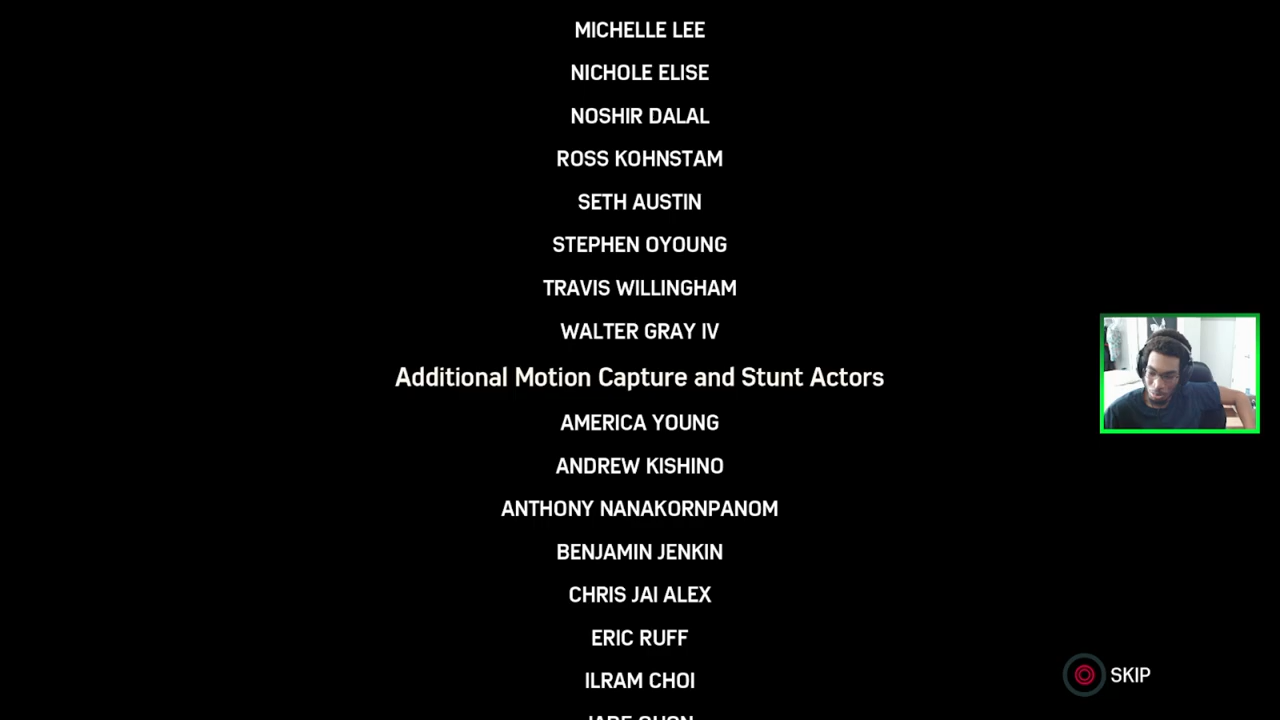 MICHELLE LEE
NICHOLE ELISE
NOSHIR DALAL
ROSS KOHNSTAM
SETH AUSTIN
STEPHEN OYOUNG
TRAVIS WILLINGHAM
WALTER GRAY IV
Additional Motion Capture and Stunt Actors
AMERICA YOUNG
ANDREW KISHINO
ANTHONY NANAKORNPANOM
BENJAMIN JENKIN
CHRIS JAI ALEX
ERIC RUFF
ILRAM CHOI
SKIP